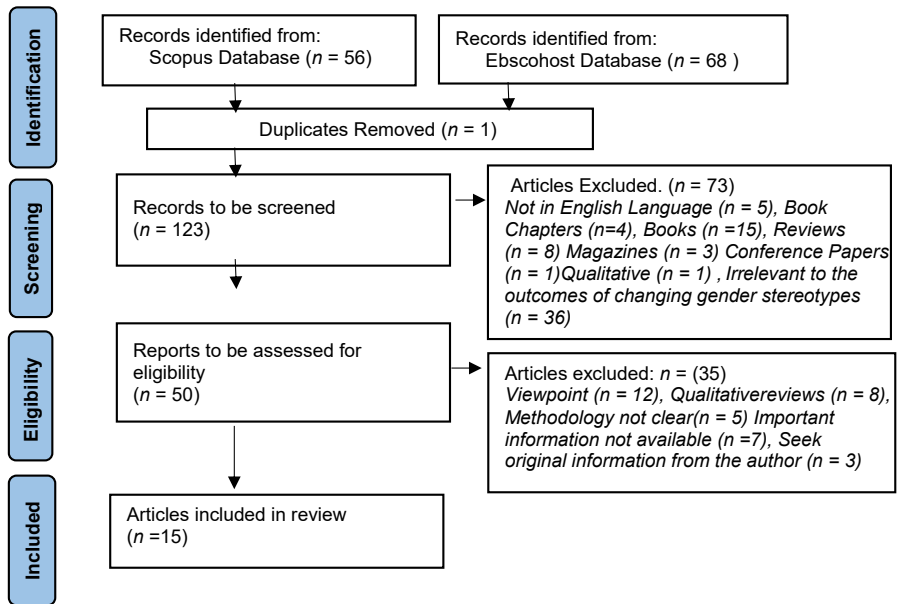 Identification
Records identified from:
Scopus Database (n = 56)
Records identified from:
Ebscohost Database (n = 68 )
Duplicates Removed (n = 1)
Screening
Records to be screened
(n = 123)
Articles Excluded. (n = 73)
Not in English Language (n = 5), Book
Chapters (n=4), Books (n =15), Reviews
(n = 8) Magazines (n = 3) Conference Papers
(n = 1)Qualitative (n = 1) , Irrelevant to the
outcomes of changing gender stereotypes
(n = 36)
Eligibility
Reports to be assessed for
eligibility
(n = 50)
Articles excluded: n = (35)
Viewpoint (n = 12), Qualitativereviews (n = 8),
Methodology not clear(n = 5) Important
information not available (n =7), Seek
original information from the author (n = 3)
Included
Articles included in review
(n =15)